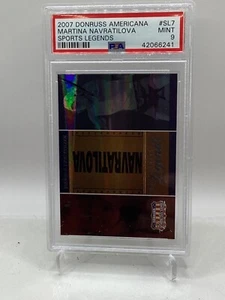 2007 DONRUSS AMERICANA #SL7
MARTINA NAVRATILOVA MINT
SPORTS LEGENDS 9
PSA 42066241
NAVRATILOVA